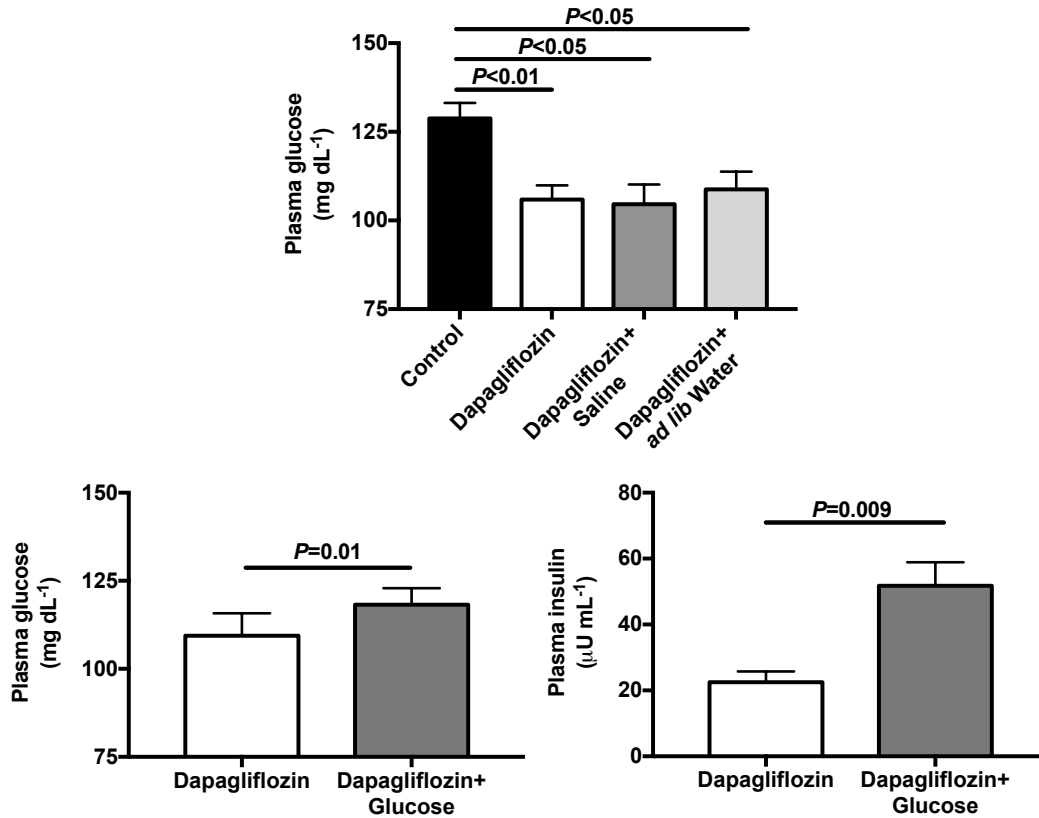 P<0.05
P<0.05
P<0.01
150
125
100
75
Plasma glucose
(mg dL⁻¹)
Control
Dapagliflozin
Dapagliflozin+
Saline
Dapagliflozin+
ad lib Water
150
125
100
75
Plasma glucose
(mg dL⁻¹)
P=0.01
Dapagliflozin
Dapagliflozin+
Glucose
80
60
40
20
0
Plasma insulin
(μU mL⁻¹)
P=0.009
Dapagliflozin
Dapagliflozin+
Glucose